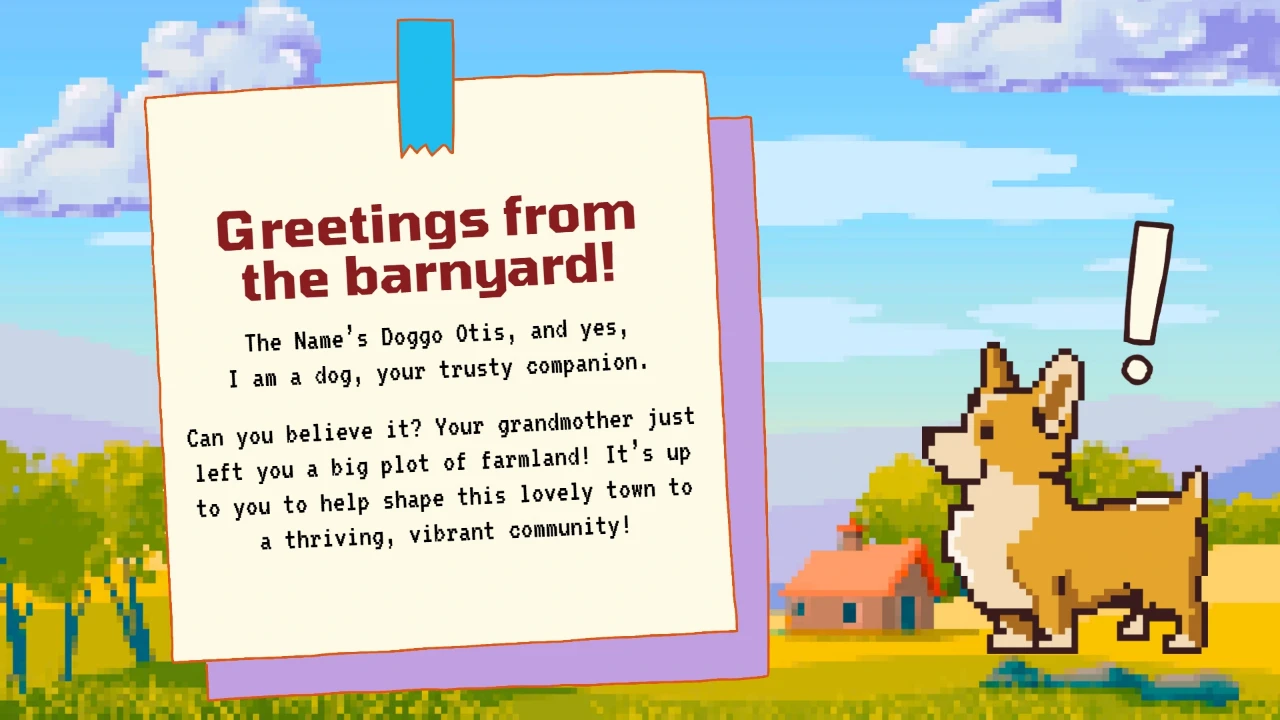 Greetings from
the barnyard!
The Name's Doggo Otis, and yes,
I am a dog, your trusty companion.
Can you believe it? Your grandmother just
left you a big plot of farmland! It's up
to you to help shape this lovely town to
a thriving, vibrant community!
!